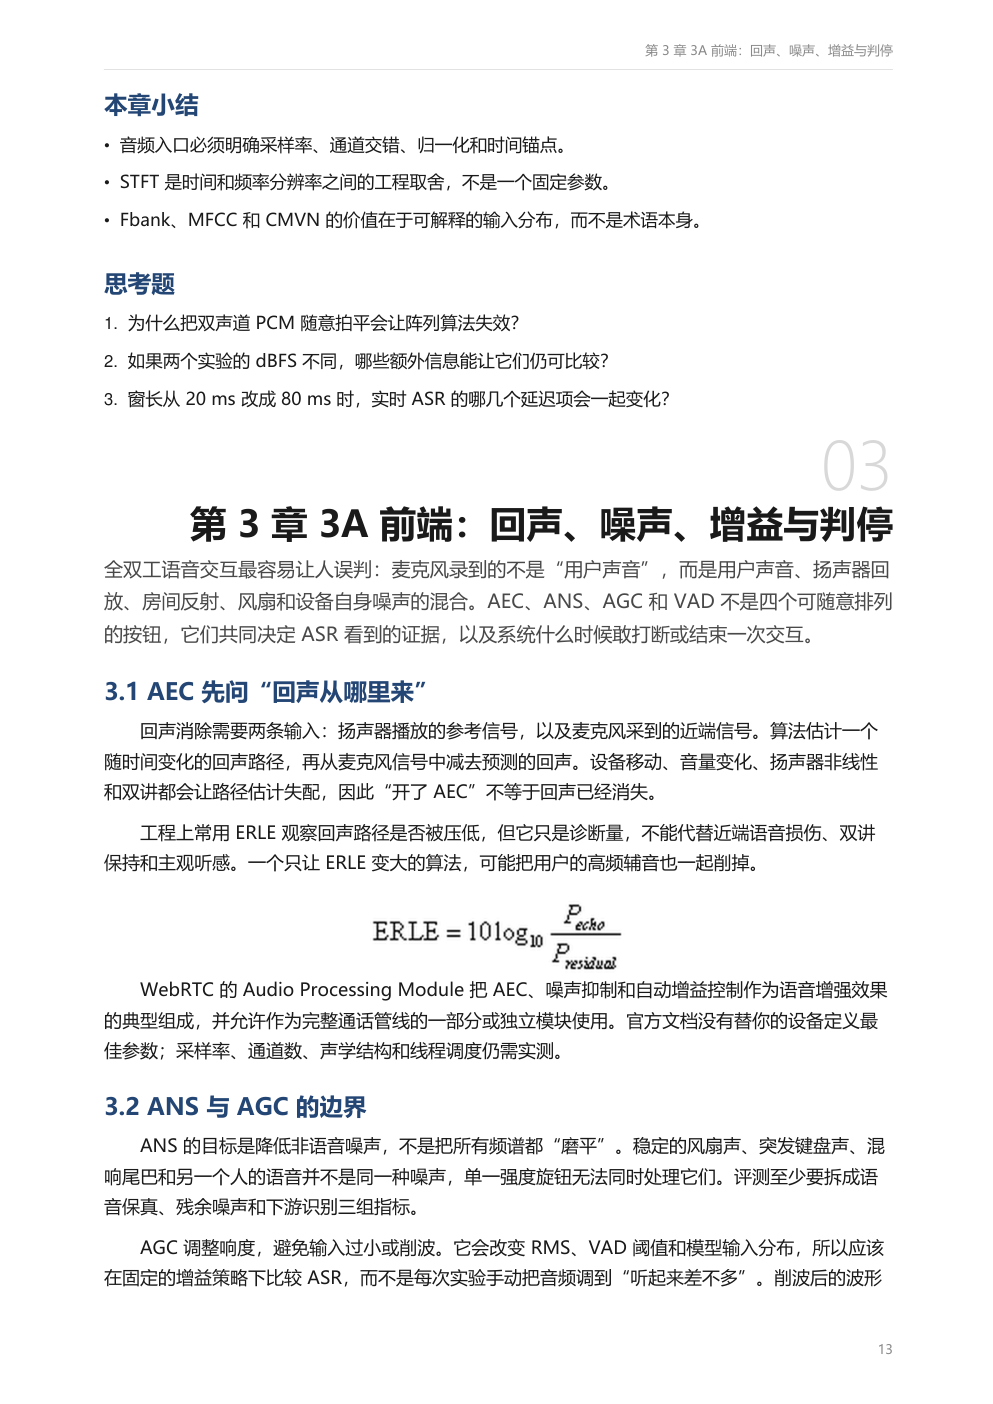 第 3 章 3A 前端：回声、噪声、增益与判停
本章小结
• 音频入口必须明确采样率、通道交错、归一化和时间锚点。
• STFT 是时间和频率分辨率之间的工程取舍，不是一个固定参数。
• Fbank、MFCC 和 CMVN 的价值在于可解释的输入分布，而不是术语本身。
思考题
1. 为什么把双声道 PCM 随意拍平会让阵列算法失效？
2. 如果两个实验的 dBFS 不同，哪些额外信息能让它们仍可比较？
3. 窗长从 20 ms 改成 80 ms 时，实时 ASR 的哪几个延迟项会一起变化？
03
第 3 章 3A 前端：回声、噪声、增益与判停
全双工语音交互最容易让人误判：麦克风录到的不是“用户声音”，而是用户声音、扬声器回
放、房间反射、风扇和设备自身噪声的混合。AEC、ANS、AGC 和 VAD 不是四个可随意排列
的按钮，它们共同决定 ASR 看到的证据，以及系统什么时候敢打断或结束一次交互。
3.1 AEC 先问“回声从哪里来”
回声消除需要两条输入：扬声器播放的参考信号，以及麦克风采到的近端信号。算法估计一个
随时间变化的回声路径，再从麦克风信号中减去预测的回声。设备移动、音量变化、扬声器非线性
和双讲都会让路径估计失配，因此“开了 AEC”不等于回声已经消失。
工程上常用 ERLE 观察回声路径是否被压低，但它只是诊断量，不能代替近端语音损伤、双讲
保持和主观听感。一个只让 ERLE 变大的算法，可能把用户的高频辅音也一起削掉。
ERLE = 10log₁₀ P_echo / P_residual
WebRTC 的 Audio Processing Module 把 AEC、噪声抑制和自动增益控制作为语音增强效果
的典型组成，并允许作为完整通话管线的一部分或独立模块使用。官方文档没有替你的设备定义最
佳参数；采样率、通道数、声学结构和线程调度仍需实测。
3.2 ANS 与 AGC 的边界
ANS 的目标是降低非语音噪声，不是把所有频谱都“磨平”。稳定的风扇声、突发键盘声、混
响尾巴和另一个人的语音并不是同一种噪声，单一强度旋钮无法同时处理它们。评测至少要拆成语
音保真、残余噪声和下游识别三组指标。
AGC 调整响度，避免输入过小或削波。它会改变 RMS、VAD 阈值和模型输入分布，所以应该
在固定的增益策略下比较 ASR，而不是每次实验手动把音频调到“听起来差不多”。削波后的波形
13